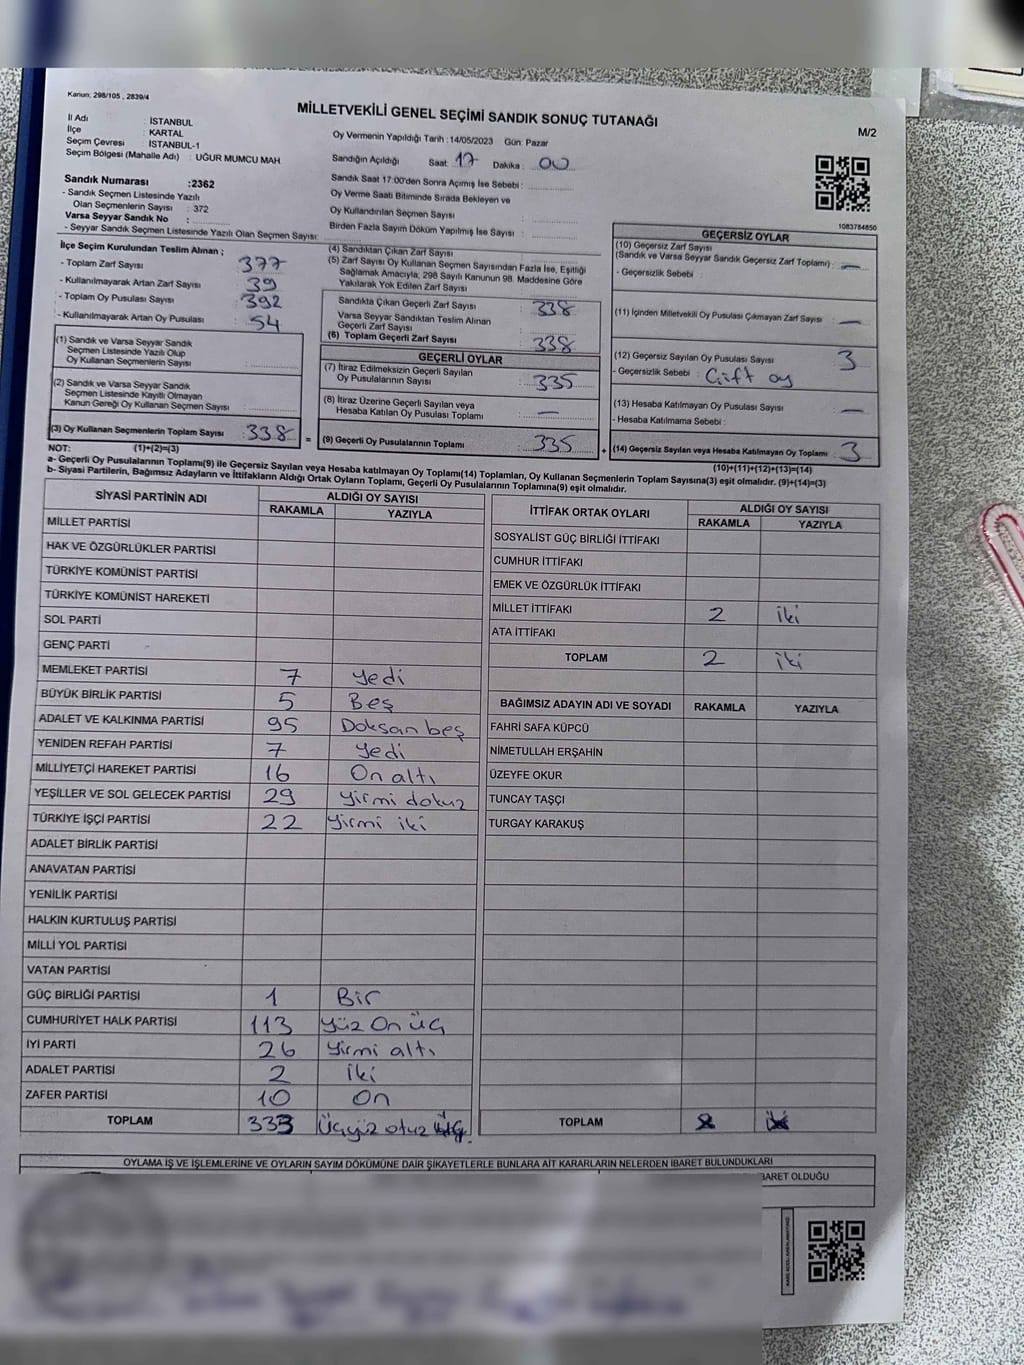 Kanun: 298/105 , 2839/4
MİLLETVEKİLİ GENEL SEÇİMİ SANDIK SONUÇ TUTANAĞI
M/2
İl Adı : İSTANBUL
İlçe : KARTAL
Seçim Çevresi : İSTANBUL-1
Seçim Bölgesi (Mahalle Adı) : UĞUR MUMCU MAH
Oy Vermenin Yapıldığı Tarih : 14/05/2023 Gün: Pazar
Sandığın Açıldığı Saat: 17 Dakika : 00
Sandık Saat 17:00'den Sonra Açımış İse Sebebi :
Oy Verme Saati Bitiminde Sırada Bekleyen ve
Oy Kullandırılan Seçmen Sayısı :
Birden Fazla Sayım Döküm Yapılmış İse Sayısı :
Sandık Numarası :2362
- Sandık Seçmen Listesinde Yazılı
Olan Seçmenlerin Sayısı : 372
Varsa Seyyar Sandık No :
- Seyyar Sandık Seçmen Listesinde Yazılı Olan Seçmen Sayısı:
1083784850
İlçe Seçim Kurulundan Teslim Alınan ;
- Toplam Zarf Sayısı : 377
- Kullanılmayarak Artan Zarf Sayısı : 39
- Toplam Oy Pusulası Sayısı : 392
- Kullanılmayarak Artan Oy Pusulası : 54
(1) Sandık ve Varsa Seyyar Sandık
Seçmen Listesinde Yazılı Olup
Oy Kullanan Seçmenlerin Sayısı :
(2) Sandık ve Varsa Seyyar Sandık
Seçmen Listesinde Kayıtlı Olmayan
Kanun Gereği Oy Kullanan Seçmen Sayısı :
(3) Oy Kullanan Seçmenlerin Toplam Sayısı : 338 =
(1)+(2)=(3)
(4) Sandıktan Çıkan Zarf Sayısı :
(5) Zarf Sayısı Oy Kullanan Seçmen Sayısından Fazla İse, Eşitliği
Sağlamak Amacıyla, 298 Sayılı Kanunun 98. Maddesine Göre
Yakılarak Yok Edilen Zarf Sayısı :
Sandıkta Çıkan Geçerli Zarf Sayısı : 338
Varsa Seyyar Sandıktan Teslim Alınan
Geçerli Zarf Sayısı :
(6) Toplam Geçerli Zarf Sayısı : 338
GEÇERLİ OYLAR
(7) İtiraz Edilmeksizin Geçerli Sayılan
Oy Pusulalarının Sayısı : 335
(8) İtiraz Üzerine Geçerli Sayılan veya
Hesaba Katılan Oy Pusulası Toplamı : —
(9) Geçerli Oy Pusulalarının Toplamı : 335 +
GEÇERSİZ OYLAR
(10) Geçersiz Zarf Sayısı
(Sandık ve Varsa Seyyar Sandık Geçersiz Zarf Toplamı) : —
- Geçersizlik Sebebi :
(11) İçinden Milletvekili Oy Pusulası Çıkmayan Zarf Sayısı : —
(12) Geçersiz Sayılan Oy Pusulası Sayısı : 3
- Geçersizlik Sebebi : Çift oy
(13) Hesaba Katılmayan Oy Pusulası Sayısı : —
- Hesaba Katılmama Sebebi :
(14) Geçersiz Sayılan veya Hesaba Katılmayan Oy Toplamı : 3
(10)+(11)+(12)+(13)=(14)
NOT:
a- Geçerli Oy Pusulalarının Toplamı(9) ile Geçersiz Sayılan veya Hesaba katılmayan Oy Toplamı(14) Toplamları, Oy Kullanan Seçmenlerin Toplam Sayısına(3) eşit olmalıdır. (9)+(14)=(3)
b- Siyasi Partilerin, Bağımsız Adayların ve İttifakların Aldığı Ortak Oyların Toplamı, Geçerli Oy Pusulalarının Toplamına(9) eşit olmalıdır.
SİYASİ PARTİNİN ADI ALDIĞI OY SAYISI
RAKAMLA YAZIYLA
MİLLET PARTİSİ
HAK VE ÖZGÜRLÜKLER PARTİSİ
TÜRKİYE KOMÜNİST PARTİSİ
TÜRKİYE KOMÜNİST HAREKETİ
SOL PARTİ
GENÇ PARTİ
MEMLEKET PARTİSİ 7 yedi
BÜYÜK BİRLİK PARTİSİ 5 Beş
ADALET VE KALKINMA PARTİSİ 95 Doksan beş
YENİDEN REFAH PARTİSİ 7 yedi
MİLLİYETÇİ HAREKET PARTİSİ 16 On altı
YEŞİLLER VE SOL GELECEK PARTİSİ 29 yirmi dokuz
TÜRKİYE İŞÇİ PARTİSİ 22 yirmi iki
ADALET BİRLİK PARTİSİ
ANAVATAN PARTİSİ
YENİLİK PARTİSİ
HALKIN KURTULUŞ PARTİSİ
MİLLİ YOL PARTİSİ
VATAN PARTİSİ
GÜÇ BİRLİĞİ PARTİSİ 1 Bir
CUMHURİYET HALK PARTİSİ 113 yüz On üç
İYİ PARTİ 26 yirmi altı
ADALET PARTİSİ 2 iki
ZAFER PARTİSİ 10 On
TOPLAM 333 Üçyüz otuz üç
İTTİFAK ORTAK OYLARI ALDIĞI OY SAYISI
RAKAMLA YAZIYLA
SOSYALİST GÜÇ BİRLİĞİ İTTİFAKI
CUMHUR İTTİFAKI
EMEK VE ÖZGÜRLÜK İTTİFAKI
MİLLET İTTİFAKI 2 iki
ATA İTTİFAKI
TOPLAM 2 iki
BAĞIMSIZ ADAYIN ADI VE SOYADI RAKAMLA YAZIYLA
FAHRİ SAFA KÜPCÜ
NİMETULLAH ERŞAHİN
ÜZEYFE OKUR
TUNCAY TAŞÇI
TURGAY KARAKUŞ
TOPLAM
OYLAMA İŞ VE İŞLEMLERİNE VE OYLARIN SAYIM DÖKÜMÜNE DAİR ŞİKAYETLERLE BUNLARA AİT KARARLARIN NELERDEN İBARET BULUNDUKLARI
BARET OLDUĞU